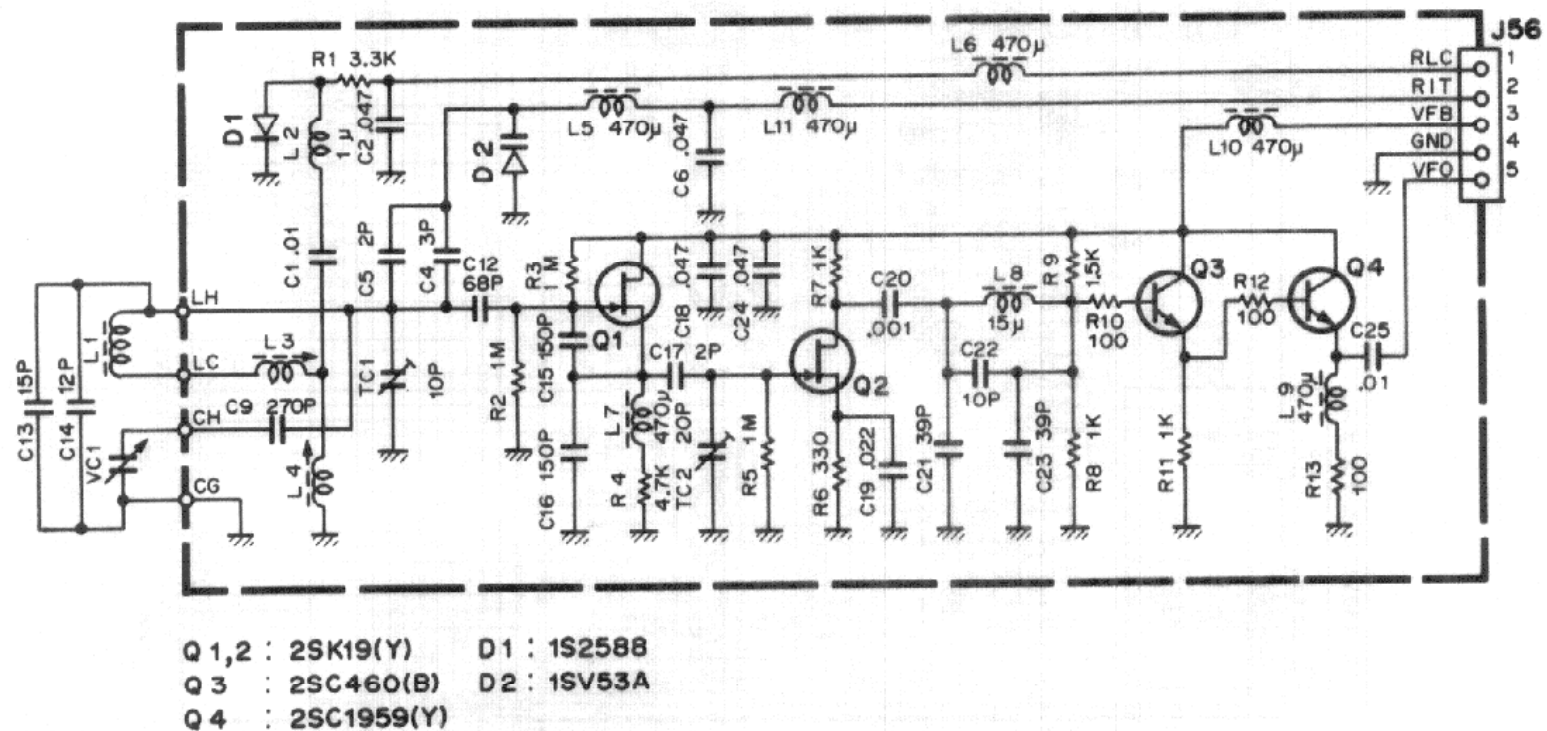 J56
L6 470μ
R1 3.3K
RLC
1
RIT
2
VFB
3
GND
4
VFO
5
D1
L2
1μ
C2 .047
L5 470μ
L11 470μ
L10 470μ
D2
C6 .047
C1 .01
C5 2P
C4 3P
C12
68P
R3
1M
C18 .047
C24 .047
R7 1K
C20
.001
L8
15μ
R9
1.5K
Q3
R12
100
Q4
R10
100
C25
.01
LH
L1
L3
LC
TC1
10P
R2 1M
C15 150P
Q1
C17 2P
Q2
C22
10P
C13 15P
C14 12P
C9 270P
CH
VC1
L4
CG
C16 150P
L7
470μ
R4
4.7K
TC2 20P
R5 1M
R6 330
C19 .022
C21 39P
C23 39P
R8 1K
R11 1K
L9
470μ
R13
100
Q1,2 : 2SK19(Y) D1 : 1S2588
Q3 : 2SC460(B) D2 : 1SV53A
Q4 : 2SC1959(Y)